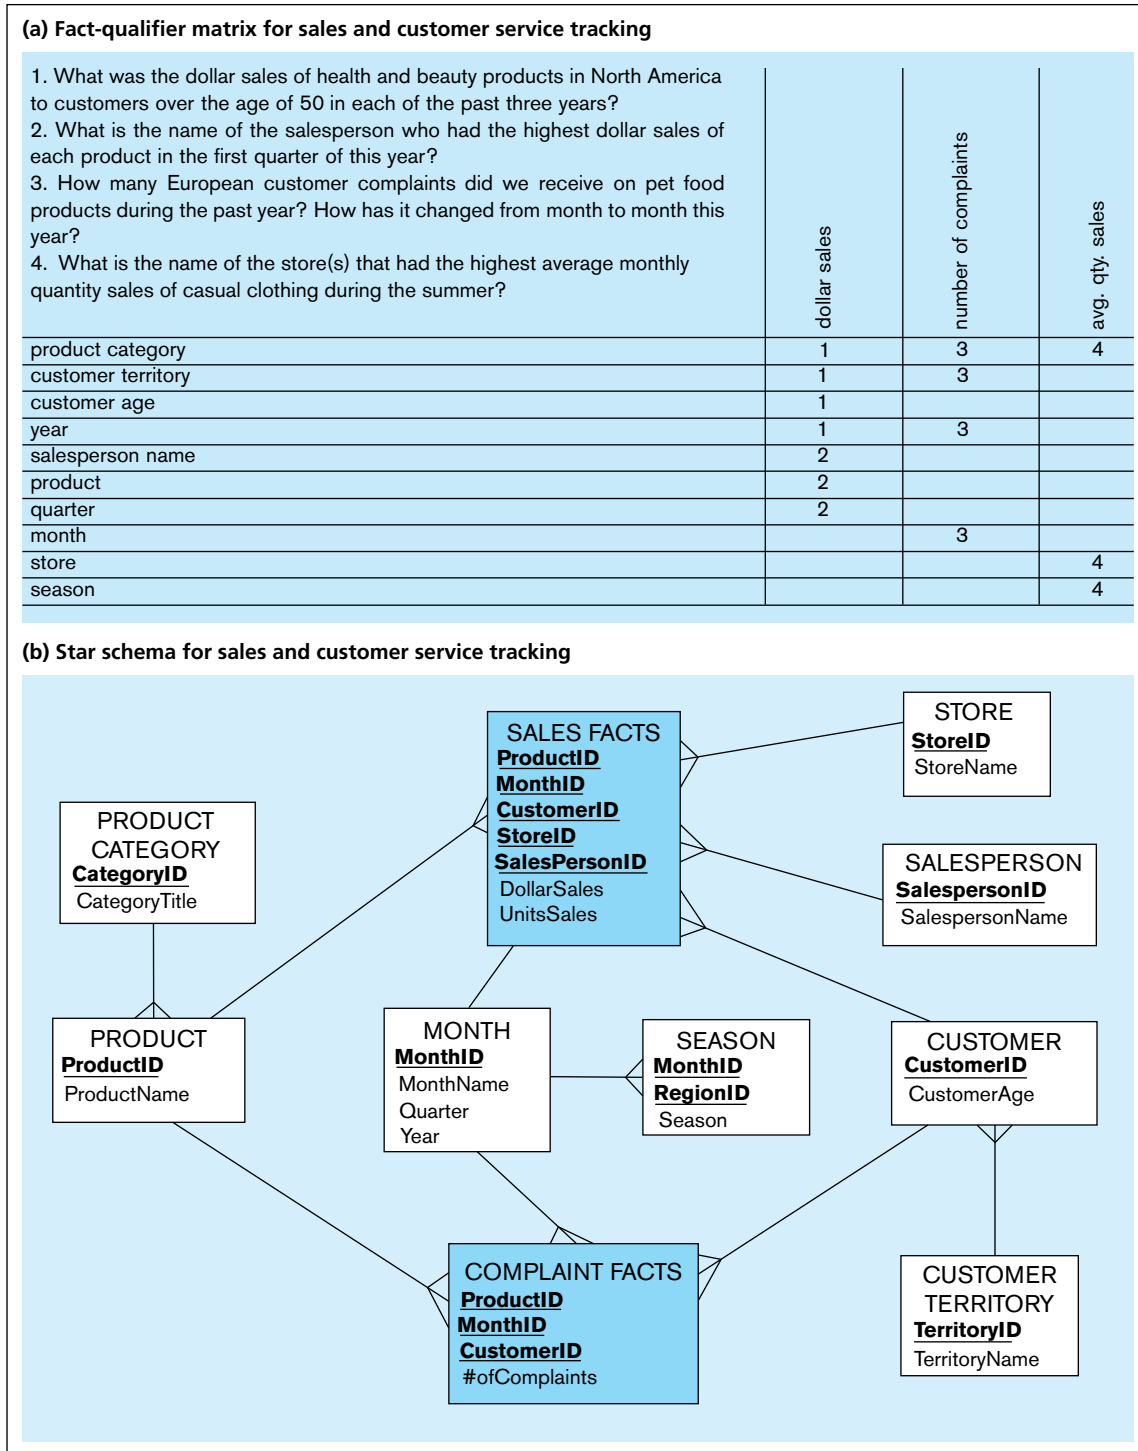 (a) Fact-qualifier matrix for sales and customer service tracking
1. What was the dollar sales of health and beauty products in North America
to customers over the age of 50 in each of the past three years?
2. What is the name of the salesperson who had the highest dollar sales of
each product in the first quarter of this year?
3. How many European customer complaints did we receive on pet food
products during the past year? How has it changed from month to month this
year?
4. What is the name of the store(s) that had the highest average monthly
quantity sales of casual clothing during the summer?
dollar sales
number of complaints
avg. qty. sales
product category 1 3 4
customer territory 1 3
customer age 1
year 1 3
salesperson name 2
product 2
quarter 2
month 3
store 4
season 4
(b) Star schema for sales and customer service tracking
SALES FACTS
ProductID
MonthID
CustomerID
StoreID
SalesPersonID
DollarSales
UnitsSales
STORE
StoreID
StoreName
PRODUCT
CATEGORY
CategoryID
CategoryTitle
SALESPERSON
SalespersonID
SalespersonName
PRODUCT
ProductID
ProductName
MONTH
MonthID
MonthName
Quarter
Year
SEASON
MonthID
RegionID
Season
CUSTOMER
CustomerID
CustomerAge
COMPLAINT FACTS
ProductID
MonthID
CustomerID
#ofComplaints
CUSTOMER
TERRITORY
TerritoryID
TerritoryName